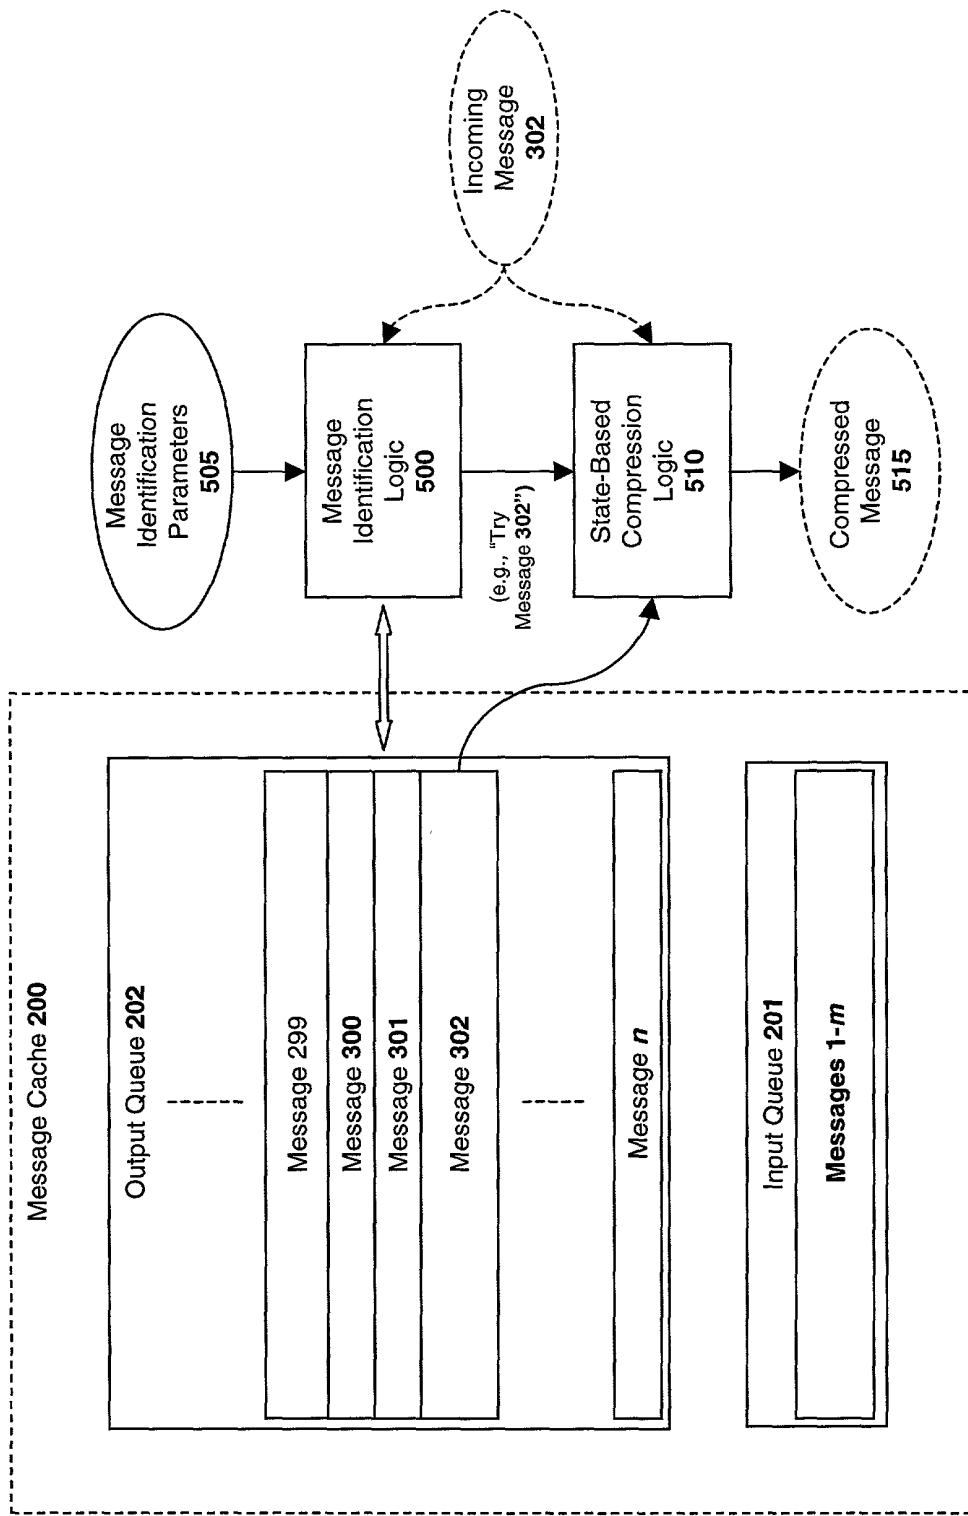 Message Cache 200
Output Queue 202
Message 299
Message 300
Message 301
Message 302
Message n
Input Queue 201
Messages 1-m
Message
Identification
Parameters
505
Message
Identification
Logic
500
(e.g., "Try
Message 302")
State-Based
Compression
Logic
510
Compressed
Message
515
Incoming
Message
302